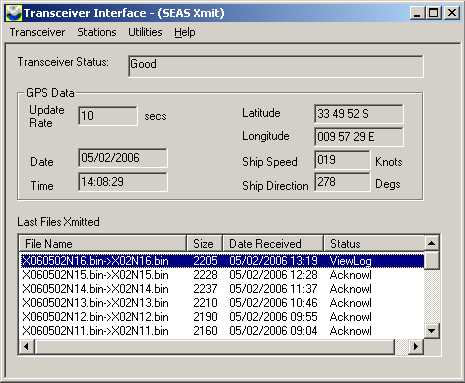 Transceiver Interface - (SEAS Xmit)
Transceiver Stations Utilities Help
Transceiver Status: Good
GPS Data
Update Rate 10 secs
Latitude 33 49 52 S
Longitude 009 57 29 E
Date 05/02/2006
Ship Speed 019 Knots
Time 14:08:29
Ship Direction 278 Degs
Last Files Xmitted
File Name Size Date Received Status
X060502N16.bin->X02N16.bin 2205 05/02/2006 13:19 ViewLog
X060502N15.bin->X02N15.bin 2228 05/02/2006 12:28 Acknowl
X060502N14.bin->X02N14.bin 2237 05/02/2006 11:37 Acknowl
X060502N13.bin->X02N13.bin 2210 05/02/2006 10:46 Acknowl
X060502N12.bin->X02N12.bin 2190 05/02/2006 09:55 Acknowl
X060502N11.bin->X02N11.bin 2160 05/02/2006 09:04 Acknowl